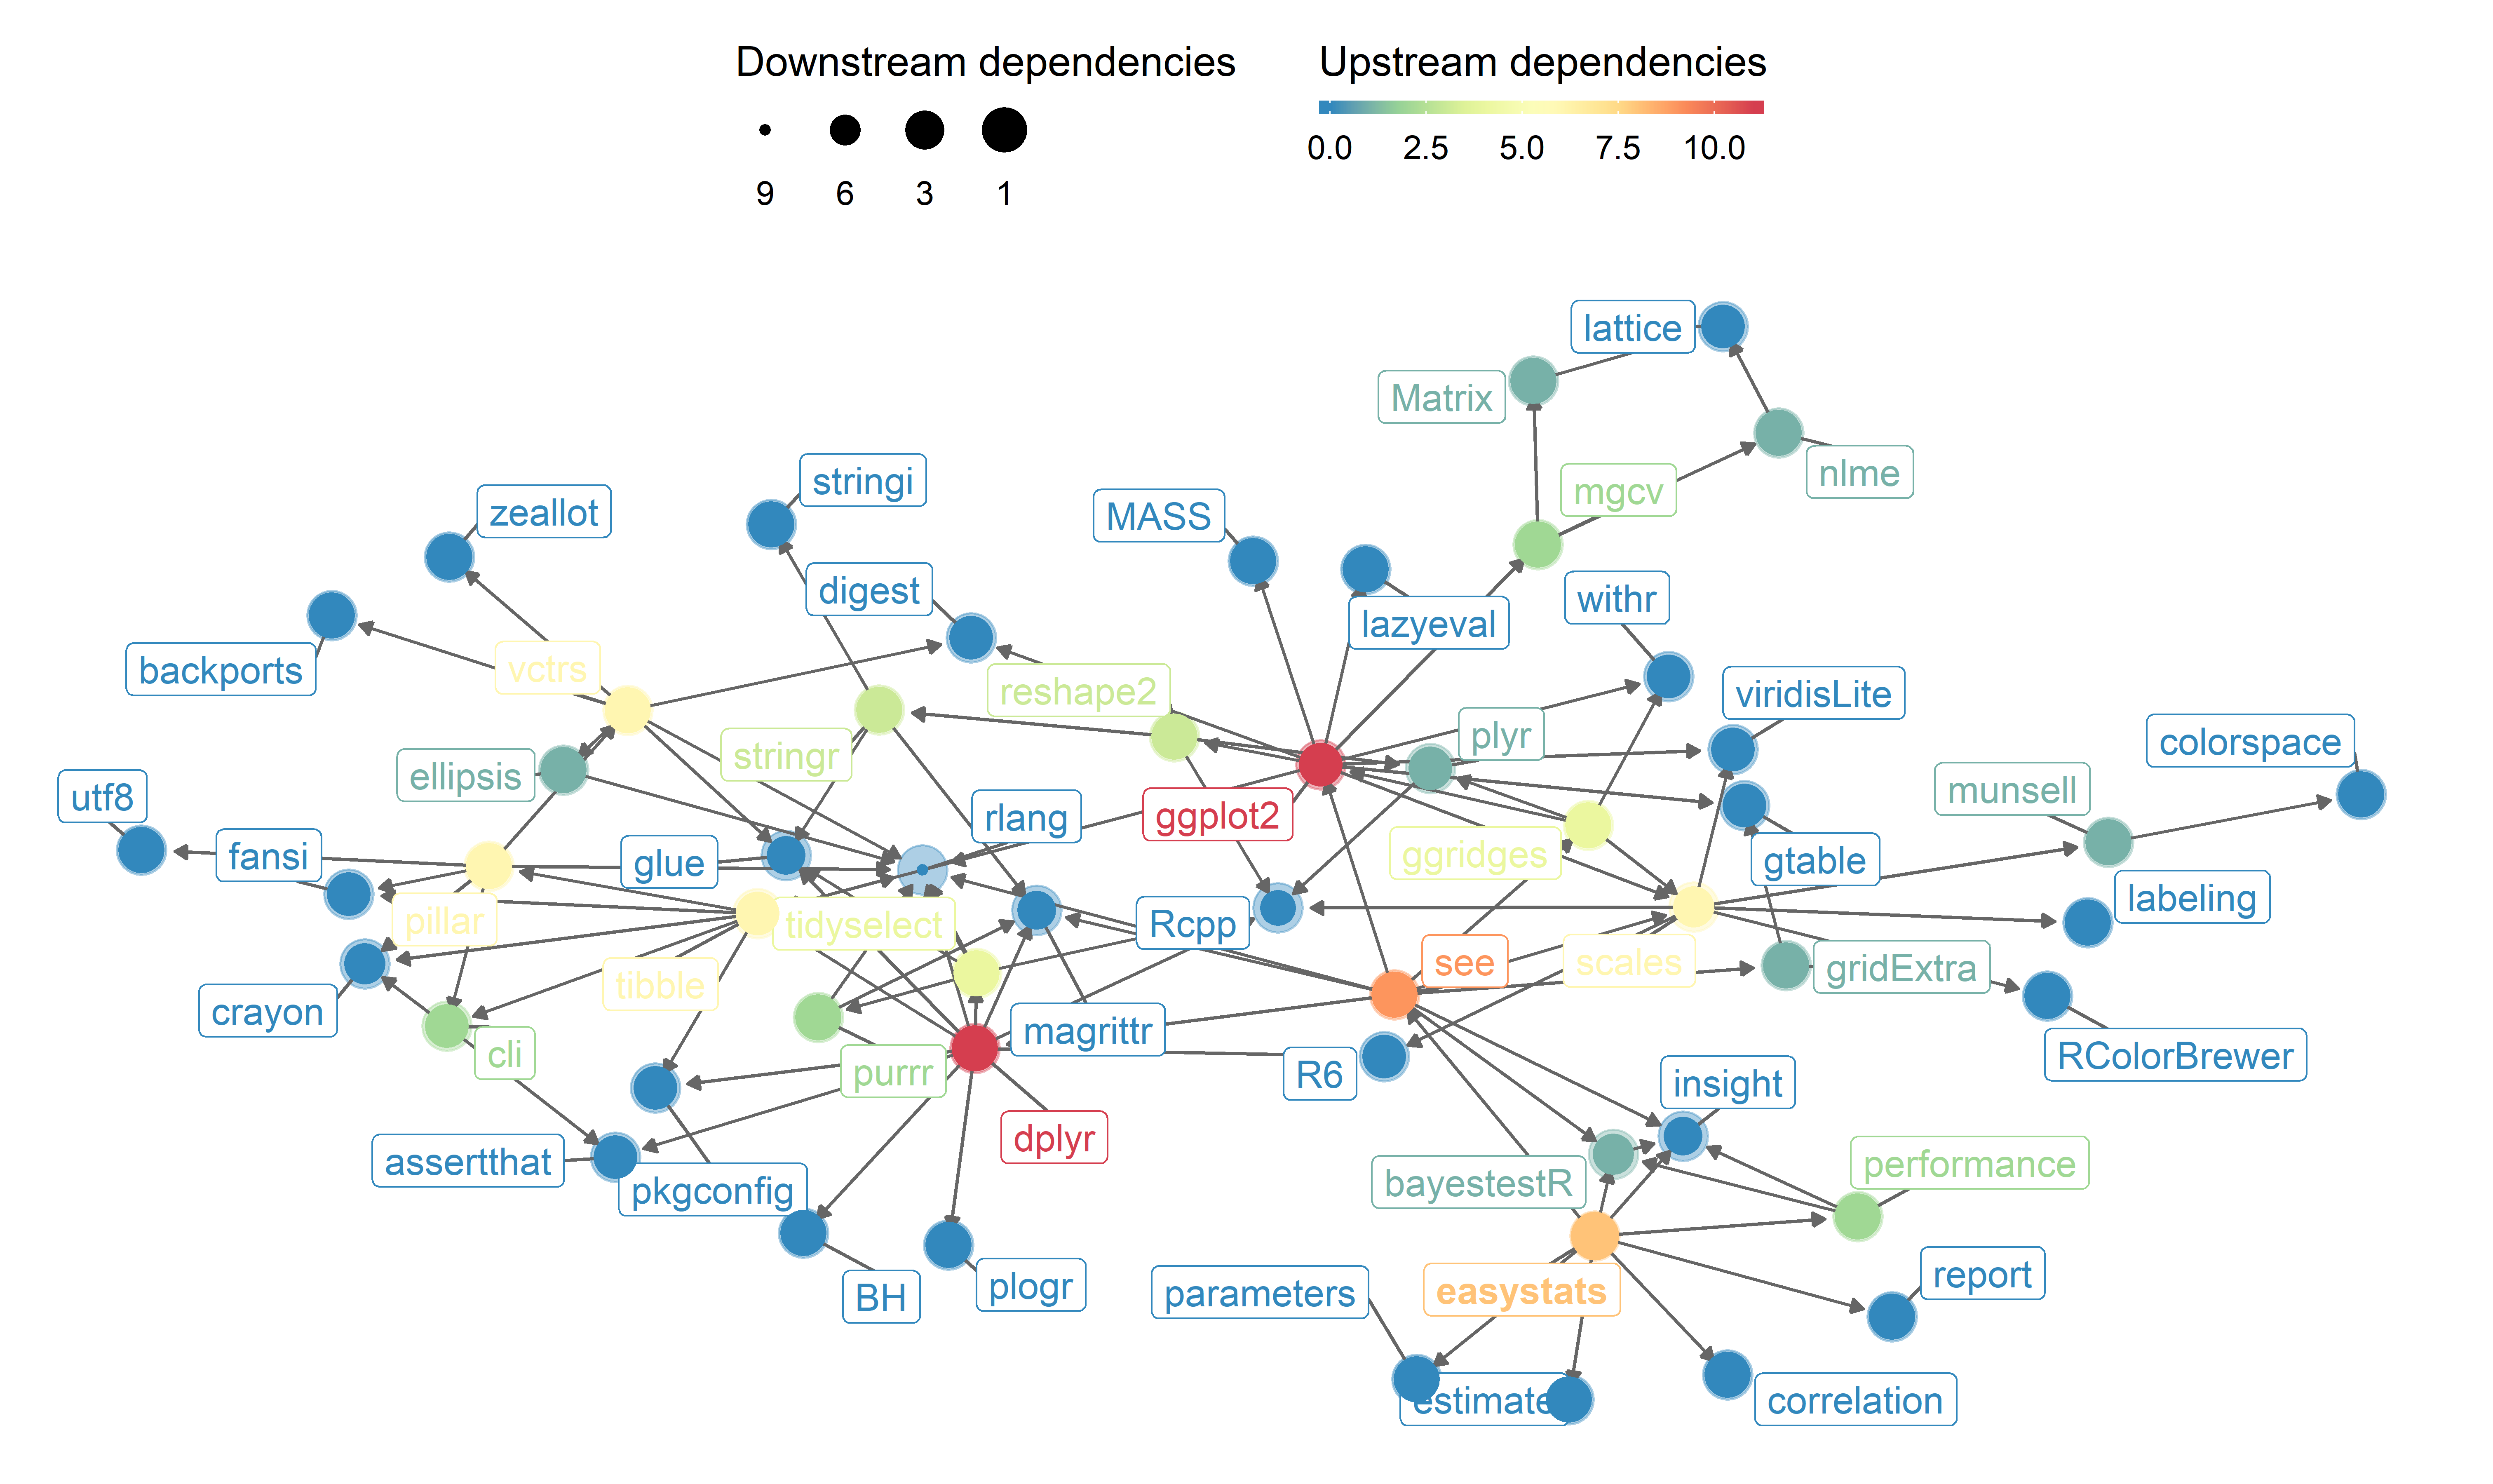 Downstream dependencies
9 6 3 1
Upstream dependencies
0.0 2.5 5.0 7.5 10.0
lattice
Matrix
nlme
mgcv
stringi
zeallot
MASS
digest
withr
lazyeval
backports
vctrs
reshape2
viridisLite
plyr
colorspace
stringr
ellipsis
munsell
utf8
rlang
ggplot2
fansi
glue
ggridges
gtable
labeling
pillar
tidyselect
Rcpp
see
scales
gridExtra
tibble
crayon
magrittr
cli
RColorBrewer
purrr
R6
insight
dplyr
assertthat
performance
bayestestR
pkgconfig
report
plogr
easystats
parameters
BH
estimate
correlation